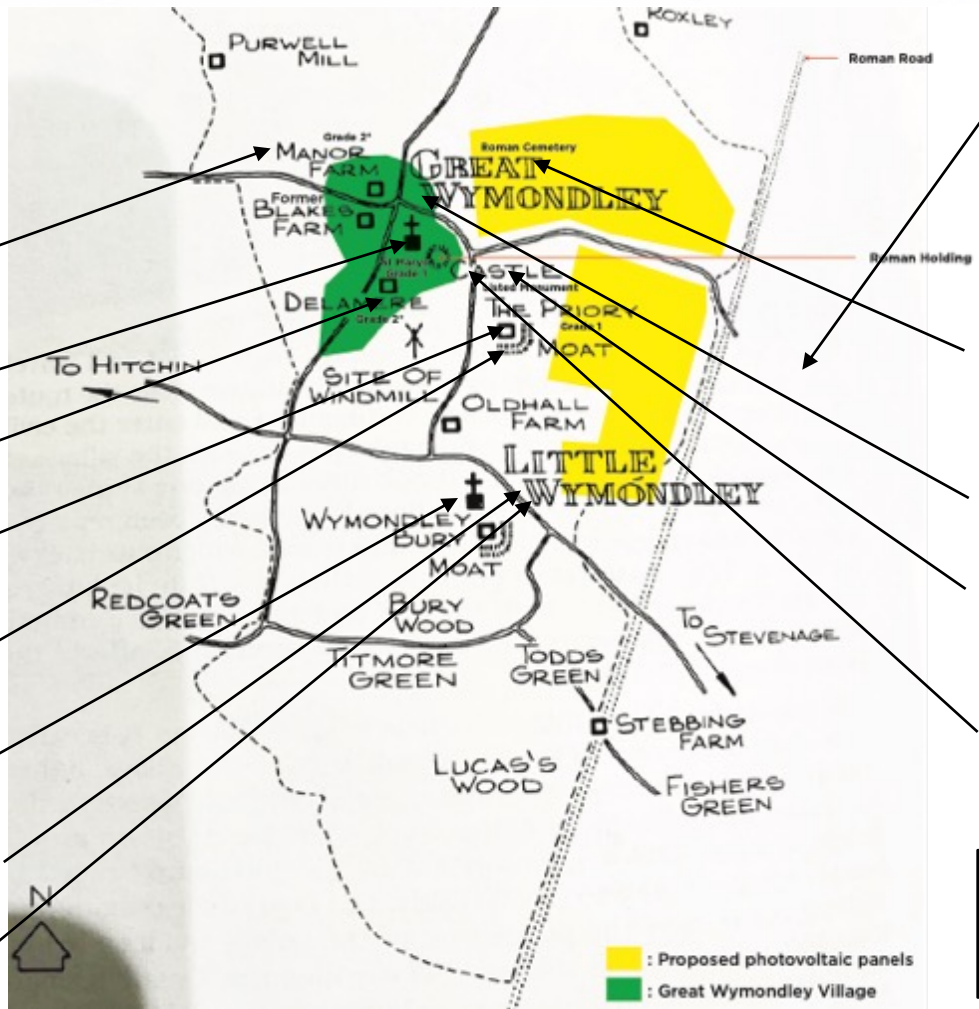 ROXLEY
PURWELL
MILL
Roman Road
Grade 2*
MANOR
FARM
Roman Cemetery
GREAT
WYMONDLEY
Former
BLAKES
FARM
St Mary's
Grade 1
CASTLE
Roman Holding
Listed Monument
DELAMERE
Grade 2*
THE PRIORY
Grade 1
MOAT
TO HITCHIN
SITE OF
WINDMILL
OLDHALL
FARM
LITTLE
WYMONDLEY
WYMONDLEY
BURY
MOAT
REDCOATS
GREEN
BURY
WOOD
TITMORE
GREEN
TODDS
GREEN
TO
STEVENAGE
STEBBING
FARM
LUCAS'S
WOOD
FISHERS
GREEN
N
: Proposed photovoltaic panels
: Great Wymondley Village